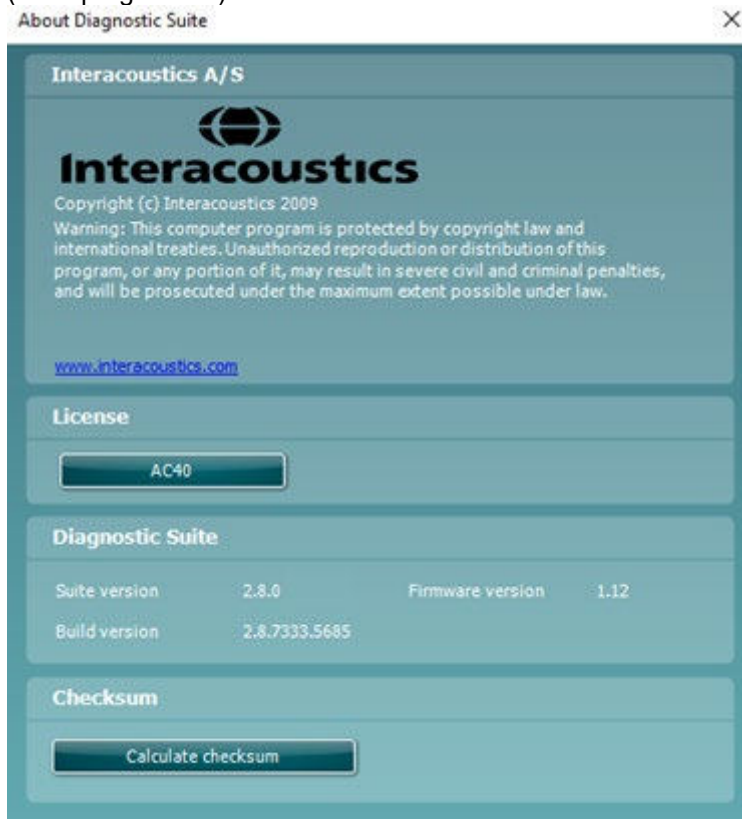 About Diagnostic Suite
Interacoustics A/S
Interacoustics
Copyright (c) Interacoustics 2009
Warning: This computer program is protected by copyright law and
international treaties. Unauthorized reproduction or distribution of this
program, or any portion of it, may result in severe civil and criminal penalties,
and will be prosecuted under the maximum extent possible under law.
www.interacoustics.com
License
AC40
Diagnostic Suite
Suite version 2.8.0 Firmware version 1.12
Build version 2.8.7333.5685
Checksum
Calculate checksum